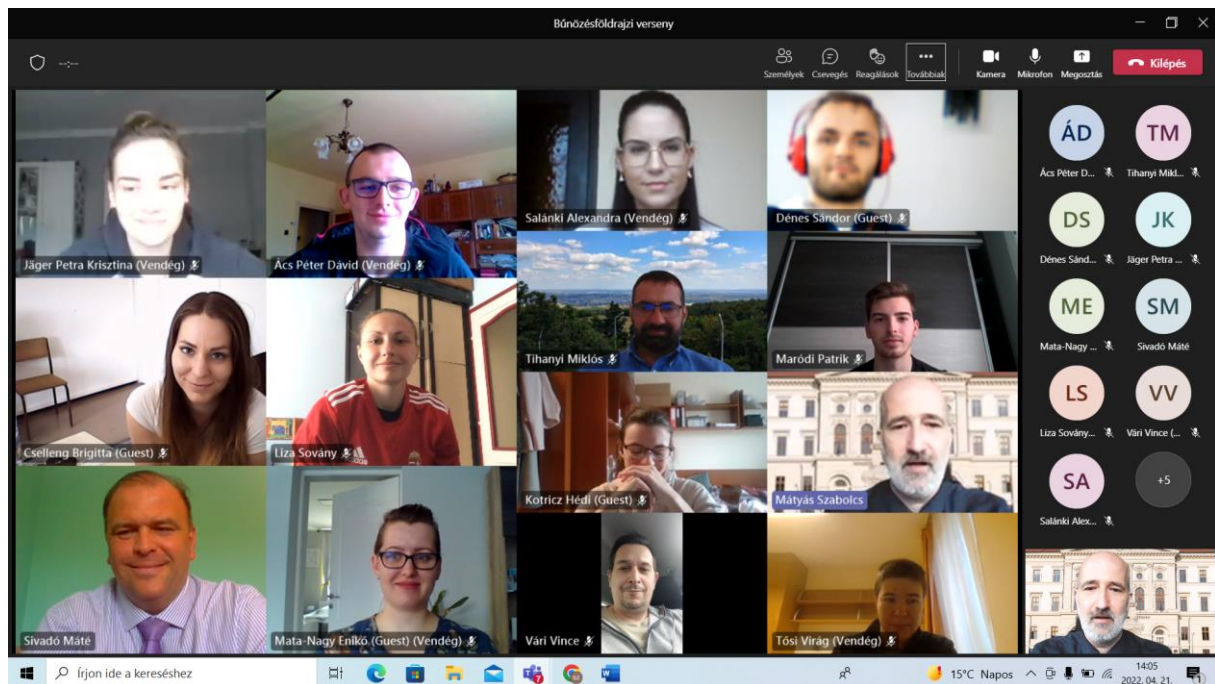 Bűnözésföldrajzi verseny
--:--
Személyek
Csevegés
Reagálások
Továbbiak
Kamera
Mikrofon
Megosztás
Kilépés
Jäger Petra Krisztina (Vendég)
Ács Péter Dávid (Vendég)
Salánki Alexandra (Vendég)
Dénes Sándor (Guest)
Tihanyi Miklós
Maródi Patrik
Cselleng Brigitta (Guest)
Liza Sovány
Kotricz Hédi (Guest)
Mátyás Szabolcs
Sivadó Máté
Mata-Nagy Enikő (Guest) (Vendég)
Vári Vince
Tősi Virág (Vendég)
ÁD
TM
Ács Péter D...
Tihanyi Mikl...
DS
JK
Dénes Sánd...
Jäger Petra ...
ME
SM
Mata-Nagy ...
Sivadó Máté
LS
VV
Liza Sovány...
Vári Vince (...
SA
+5
Salánki Alex...
Írjon ide a kereséshez
15°C Napos
14:05
2022. 04. 21.